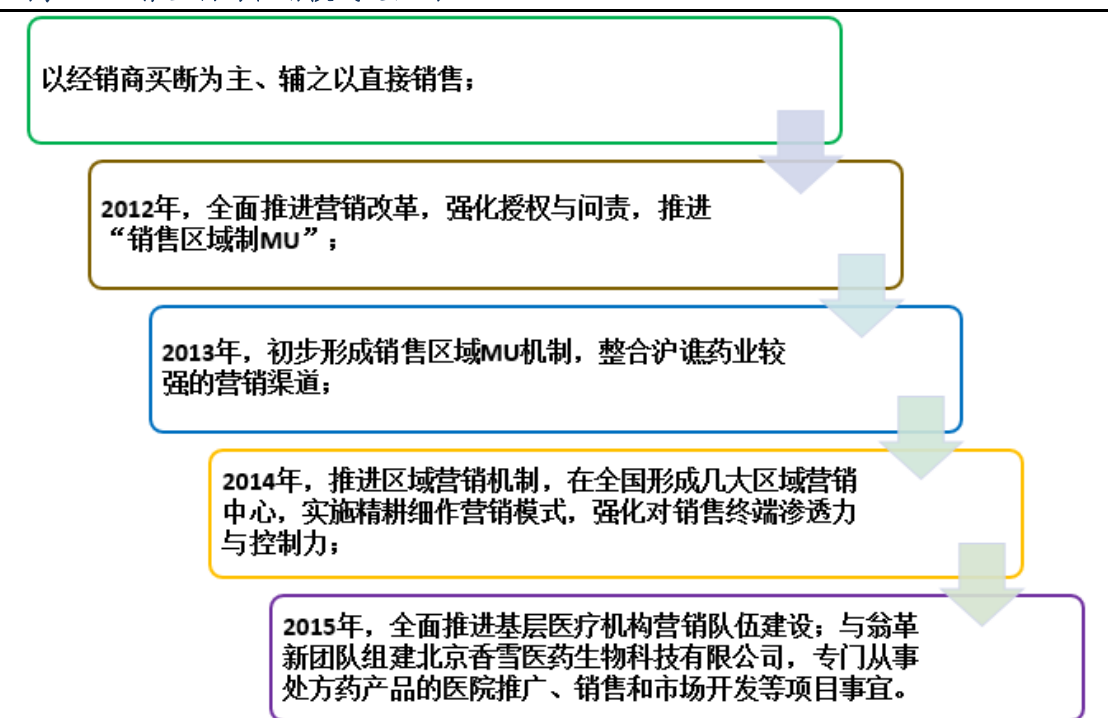 以经销商买断为主、辅之以直接销售；
2012年，全面推进营销改革，强化授权与问责，推进
“销售区域制MU”；
2013年，初步形成销售区域MU机制，整合沪谯药业较
强的营销渠道；
2014年，推进区域营销机制，在全国形成几大区域营销
中心，实施精耕细作营销模式，强化对销售终端渗透力
与控制力；
2015年，全面推进基层医疗机构营销队伍建设；与翁革
新团队组建北京香雪医药生物科技有限公司，专门从事
处方药产品的医院推广、销售和市场开发等项目事宜。